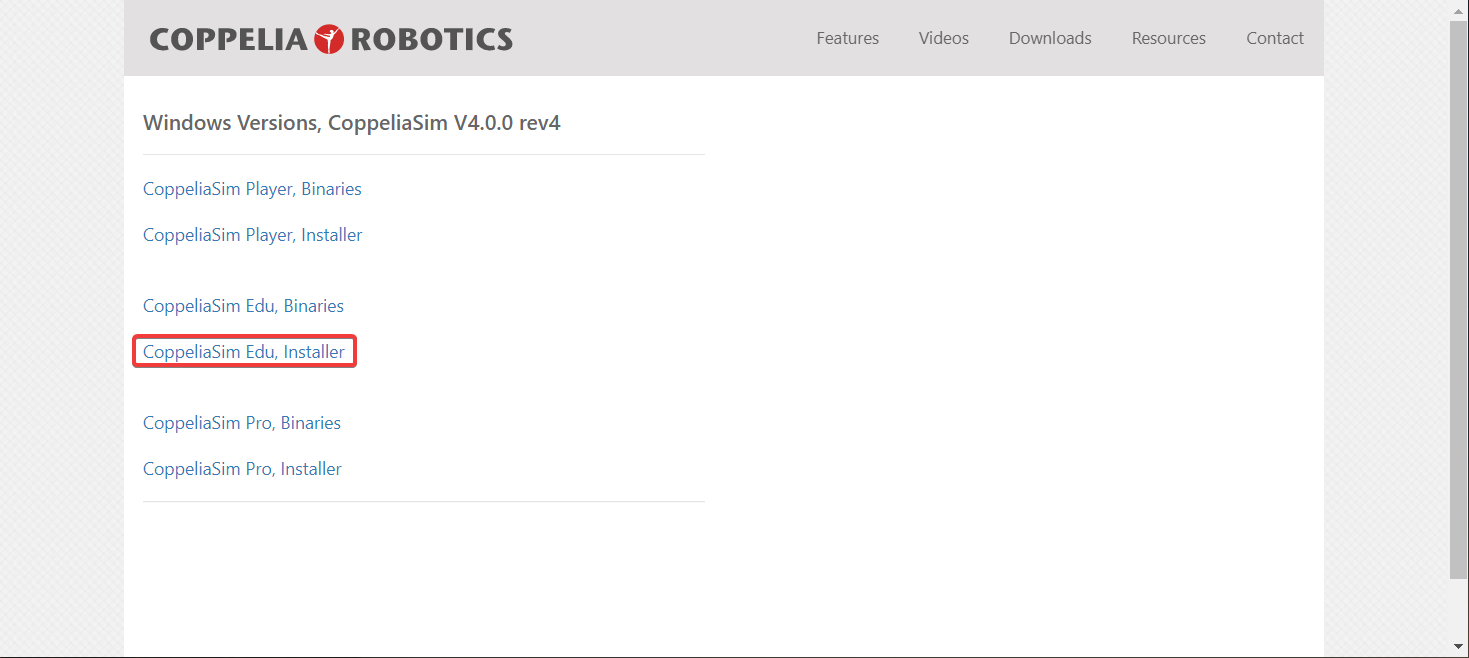 COPPELIA ROBOTICS
Features Videos Downloads Resources Contact
Windows Versions, CoppeliaSim V4.0.0 rev4
CoppeliaSim Player, Binaries
CoppeliaSim Player, Installer
CoppeliaSim Edu, Binaries
CoppeliaSim Edu, Installer
CoppeliaSim Pro, Binaries
CoppeliaSim Pro, Installer